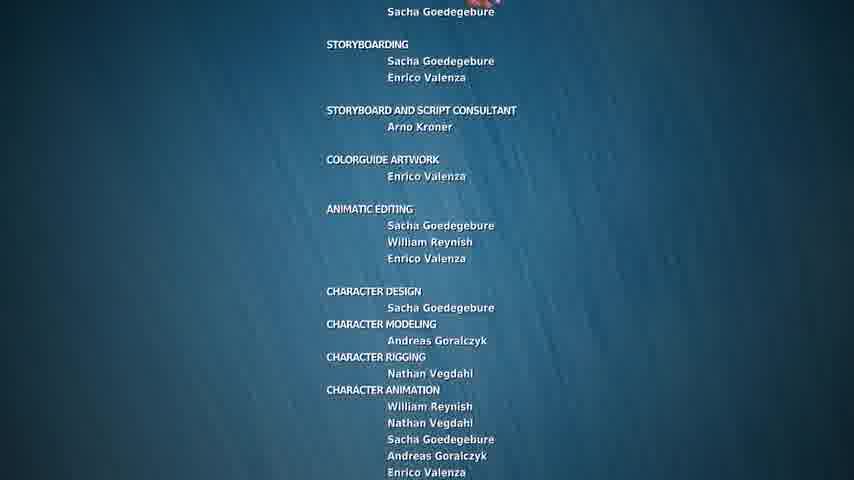 Sacha Goedegebure
STORYBOARDING
Sacha Goedegebure
Enrico Valenza
STORYBOARD AND SCRIPT CONSULTANT
Arno Kroner
COLORGUIDE ARTWORK
Enrico Valenza
ANIMATIC EDITING
Sacha Goedegebure
William Reynish
Enrico Valenza
CHARACTER DESIGN
Sacha Goedegebure
CHARACTER MODELING
Andreas Goralczyk
CHARACTER RIGGING
Nathan Vegdahl
CHARACTER ANIMATION
William Reynish
Nathan Vegdahl
Sacha Goedegebure
Andreas Goralczyk
Enrico Valenza